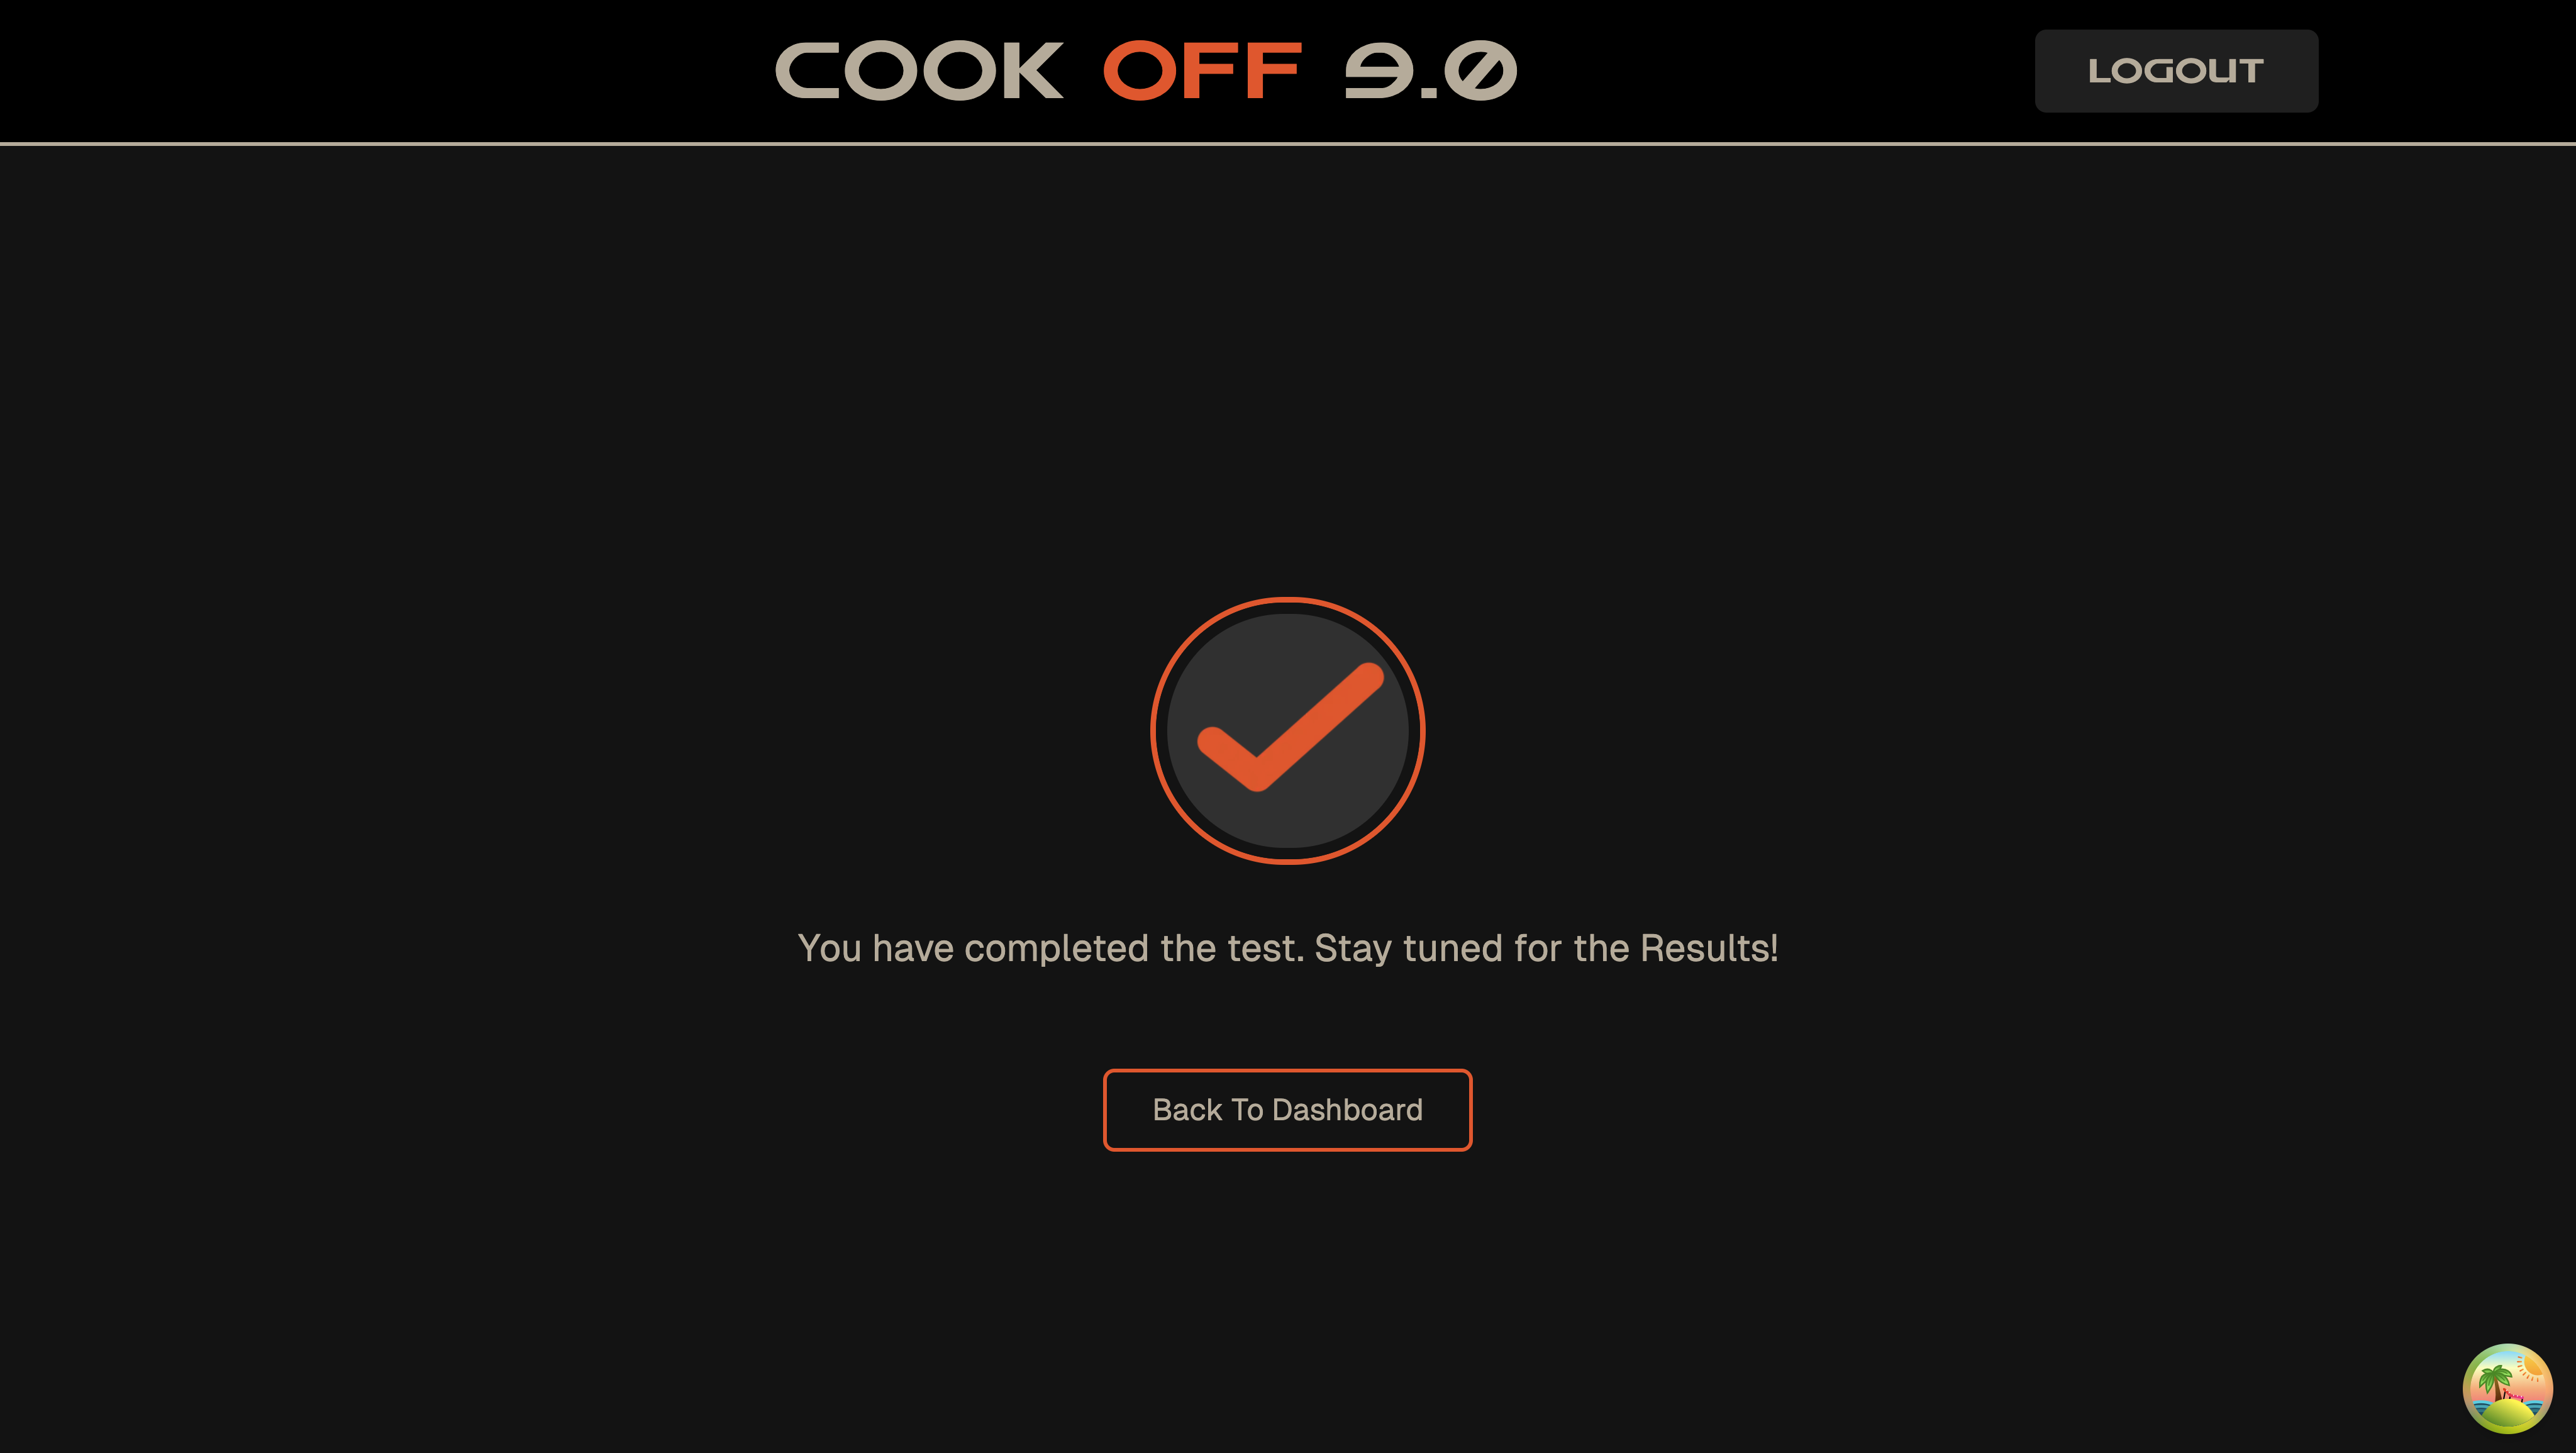 COOK OFF 9.0
LOGOUT
You have completed the test. Stay tuned for the Results!
Back To Dashboard